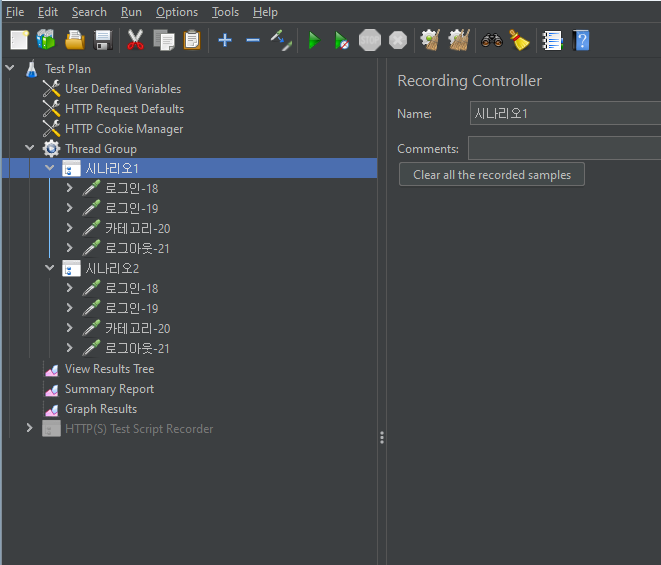 File Edit Search Run Options Tools Help
STOP
Test Plan
User Defined Variables
HTTP Request Defaults
HTTP Cookie Manager
Thread Group
시나리오1
로그인-18
로그인-19
카테고리-20
로그아웃-21
시나리오2
로그인-18
로그인-19
카테고리-20
로그아웃-21
View Results Tree
Summary Report
Graph Results
HTTP(S) Test Script Recorder
Recording Controller
Name: 시나리오1
Comments:
Clear all the recorded samples